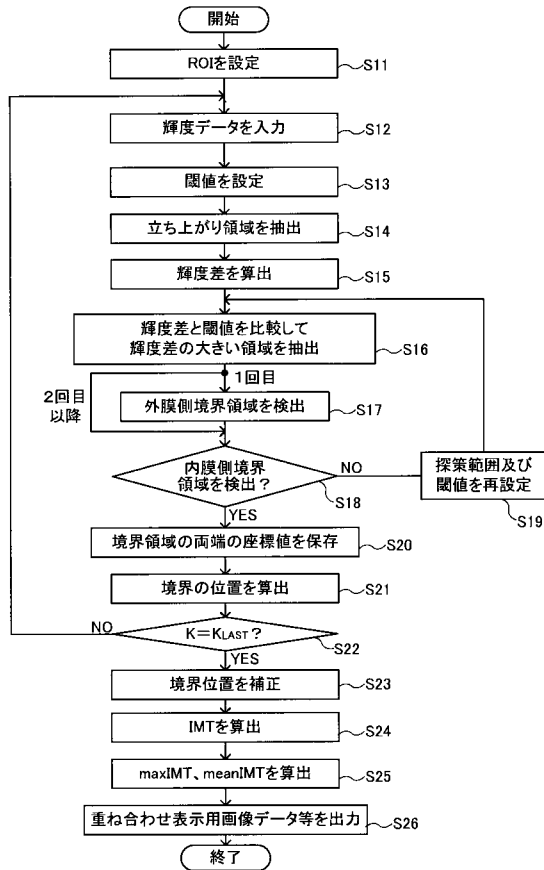 開始
ROIを設定
S11
輝度データを入力
S12
閾値を設定
S13
立ち上がり領域を抽出
S14
輝度差を算出
S15
輝度差と閾値を比較して
輝度差の大きい領域を抽出
S16
1回目
2回目
以降
外膜側境界領域を検出
S17
内膜側境界
領域を検出?
S18
NO
YES
探策範囲及び
閾値を再設定
S19
境界領域の両端の座標値を保存
S20
境界の位置を算出
S21
NO
K=KLAST?
S22
YES
境界位置を補正
S23
IMTを算出
S24
maxIMT、meanIMTを算出
S25
重ね合わせ表示用画像データ等を出力
S26
終了